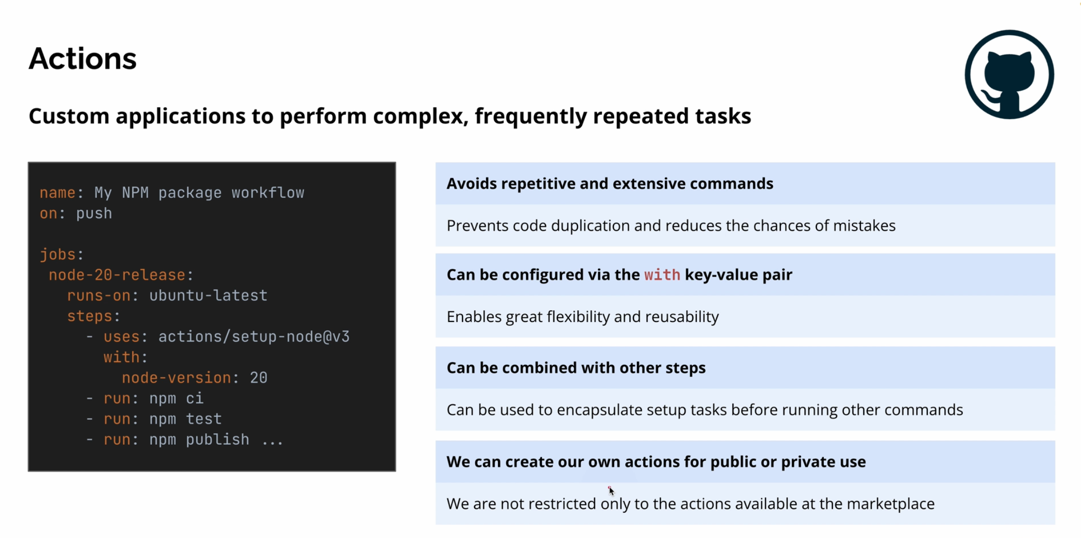 Actions
Custom applications to perform complex, frequently repeated tasks
name: My NPM package workflow
on: push
jobs:
node-20-release:
runs-on: ubuntu-latest
steps:
- uses: actions/setup-node@v3
with:
node-version: 20
- run: npm ci
- run: npm test
- run: npm publish ...
Avoids repetitive and extensive commands
Prevents code duplication and reduces the chances of mistakes
Can be configured via the with key-value pair
Enables great flexibility and reusability
Can be combined with other steps
Can be used to encapsulate setup tasks before running other commands
We can create our own actions for public or private use
We are not restricted only to the actions available at the marketplace